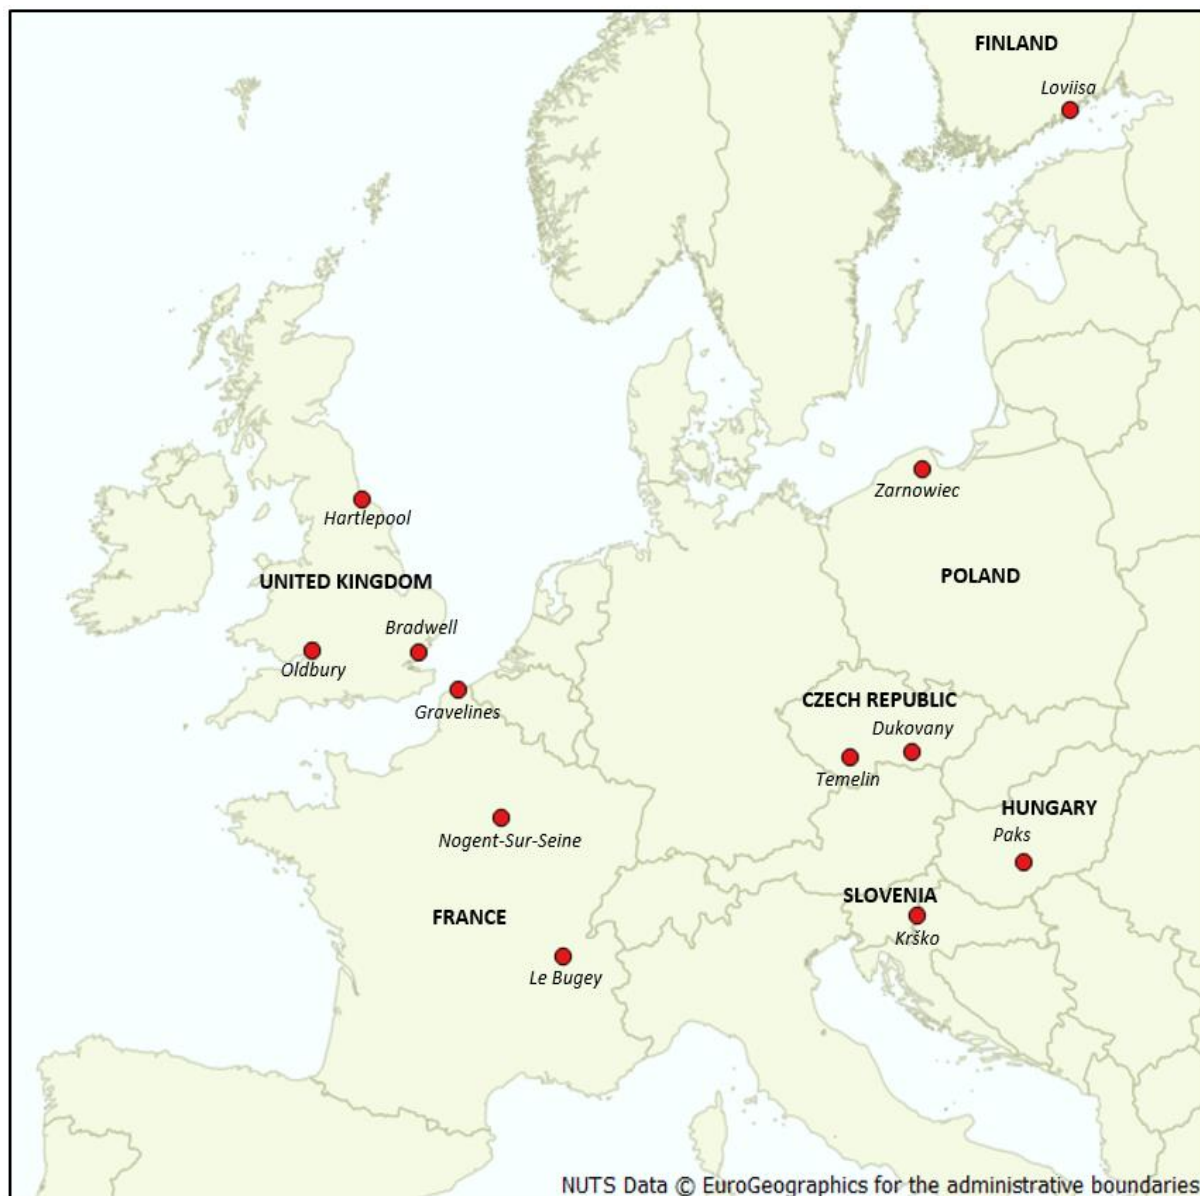 FINLAND
Loviisa
Zarnowiec
Hartlepool
POLAND
UNITED KINGDOM
Bradwell
Oldbury
Gravelines
CZECH REPUBLIC
Dukovany
Temelin
HUNGARY
Paks
Nogent-Sur-Seine
SLOVENIA
Krško
FRANCE
Le Bugey
NUTS Data © EuroGeographics for the administrative boundaries